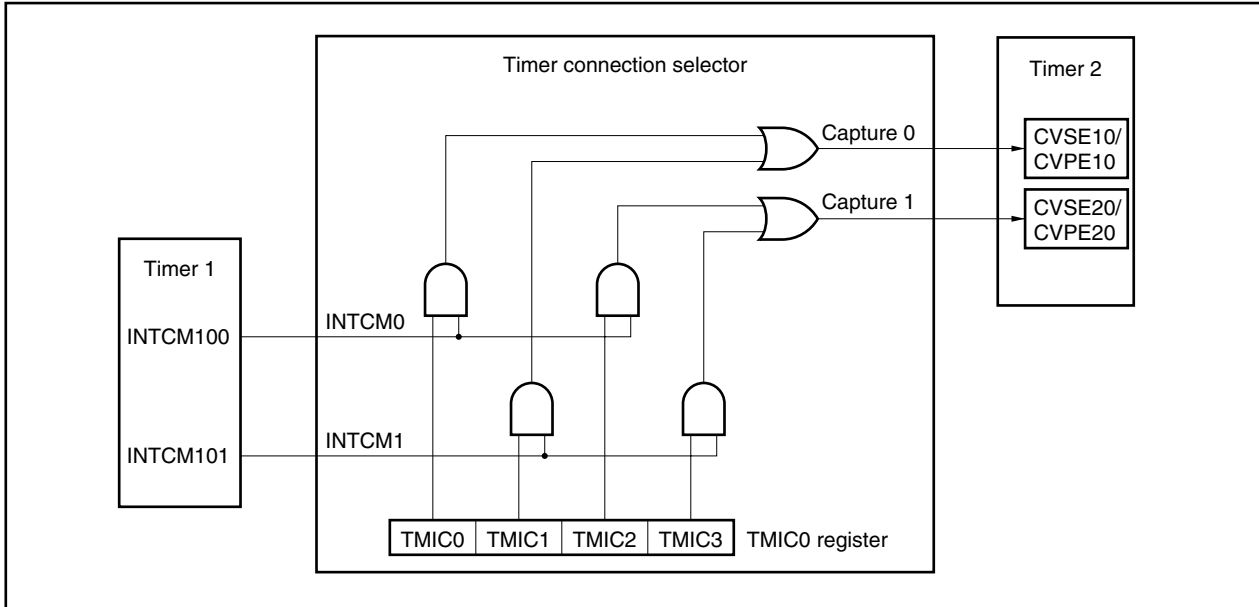 Timer connection selector
Timer 2
Capture 0
CVSE10/
CVPE10
Capture 1
CVSE20/
CVPE20
Timer 1
INTCM100
INTCM0
INTCM101
INTCM1
TMIC0 TMIC1 TMIC2 TMIC3 TMIC0 register